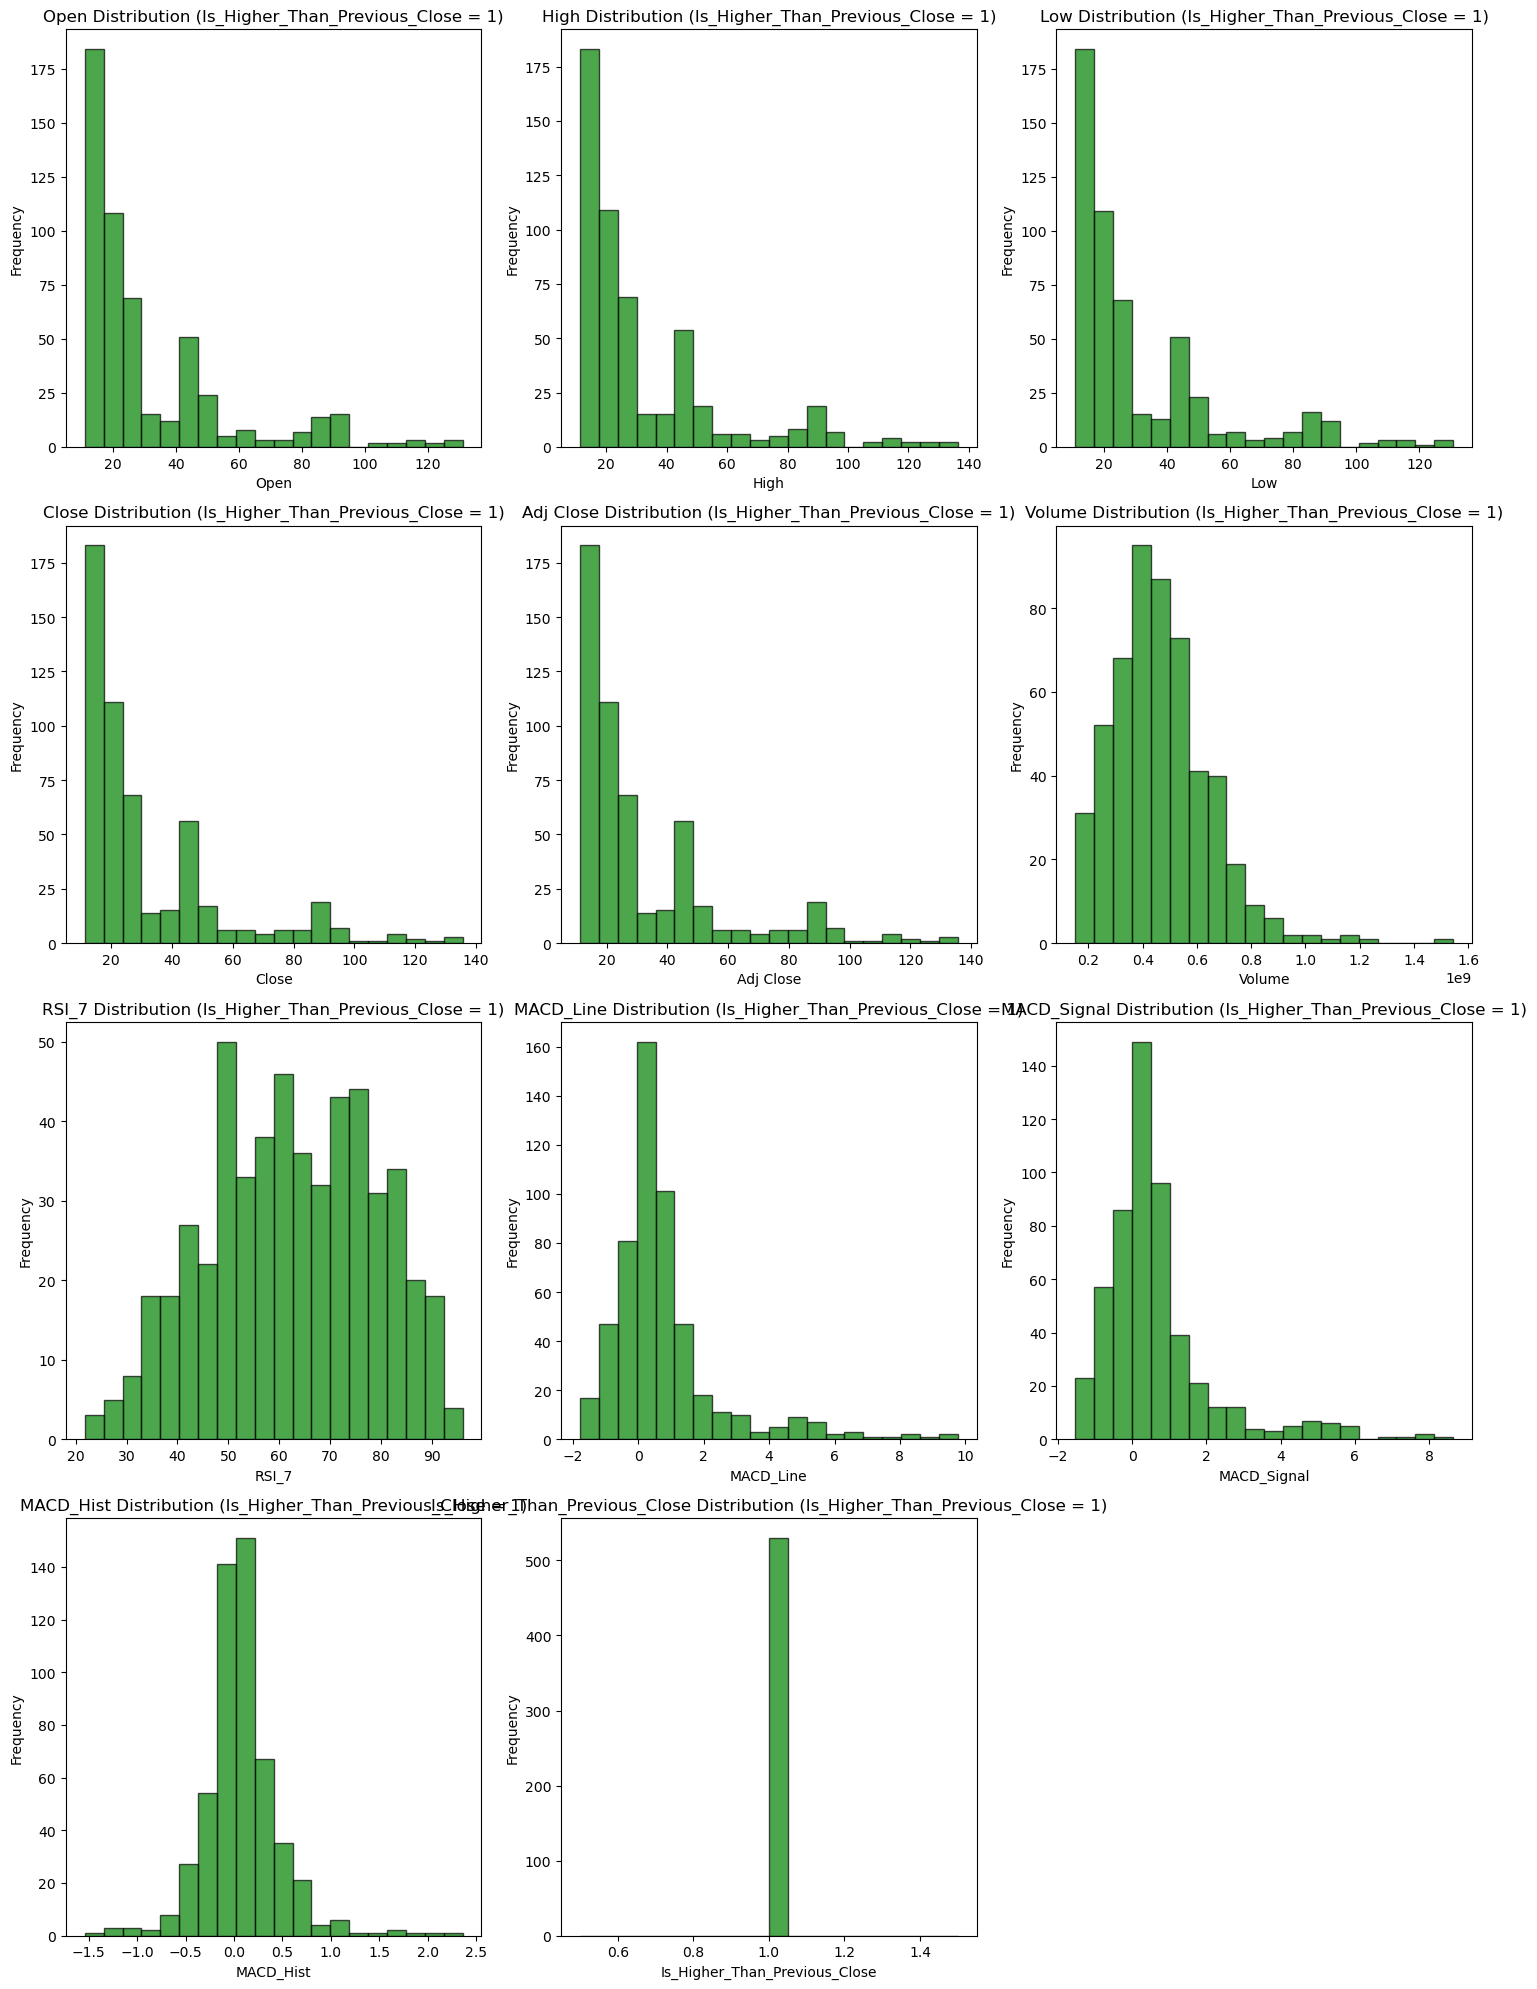 Open Distribution (Is_Higher_Than_Previous_Close = 1)
175
150
125
100
75
50
25
0
Frequency
20 40 60 80 100 120
Open
High Distribution (Is_Higher_Than_Previous_Close = 1)
175
150
125
100
75
50
25
0
Frequency
20 40 60 80 100 120 140
High
Low Distribution (Is_Higher_Than_Previous_Close = 1)
175
150
125
100
75
50
25
0
Frequency
20 40 60 80 100 120
Low
Close Distribution (Is_Higher_Than_Previous_Close = 1)
175
150
125
100
75
50
25
0
Frequency
20 40 60 80 100 120 140
Close
Adj Close Distribution (Is_Higher_Than_Previous_Close = 1)
175
150
125
100
75
50
25
0
Frequency
20 40 60 80 100 120 140
Adj Close
Volume Distribution (Is_Higher_Than_Previous_Close = 1)
80
60
40
20
0
Frequency
0.2 0.4 0.6 0.8 1.0 1.2 1.4 1.6
1e9
Volume
RSI_7 Distribution (Is_Higher_Than_Previous_Close = 1)
50
40
30
20
10
0
Frequency
20 30 40 50 60 70 80 90
RSI_7
MACD_Line Distribution (Is_Higher_Than_Previous_Close = 1)
160
140
120
100
80
60
40
20
0
Frequency
−2 0 2 4 6 8 10
MACD_Line
MACD_Signal Distribution (Is_Higher_Than_Previous_Close = 1)
140
120
100
80
60
40
20
0
Frequency
−2 0 2 4 6 8
MACD_Signal
MACD_Hist Distribution (Is_Higher_Than_Previous_Close = 1)
140
120
100
80
60
40
20
0
Frequency
−1.5 −1.0 −0.5 0.0 0.5 1.0 1.5 2.0 2.5
MACD_Hist
Is_Higher_Than_Previous_Close Distribution (Is_Higher_Than_Previous_Close = 1)
500
400
300
200
100
0
Frequency
0.6 0.8 1.0 1.2 1.4
Is_Higher_Than_Previous_Close